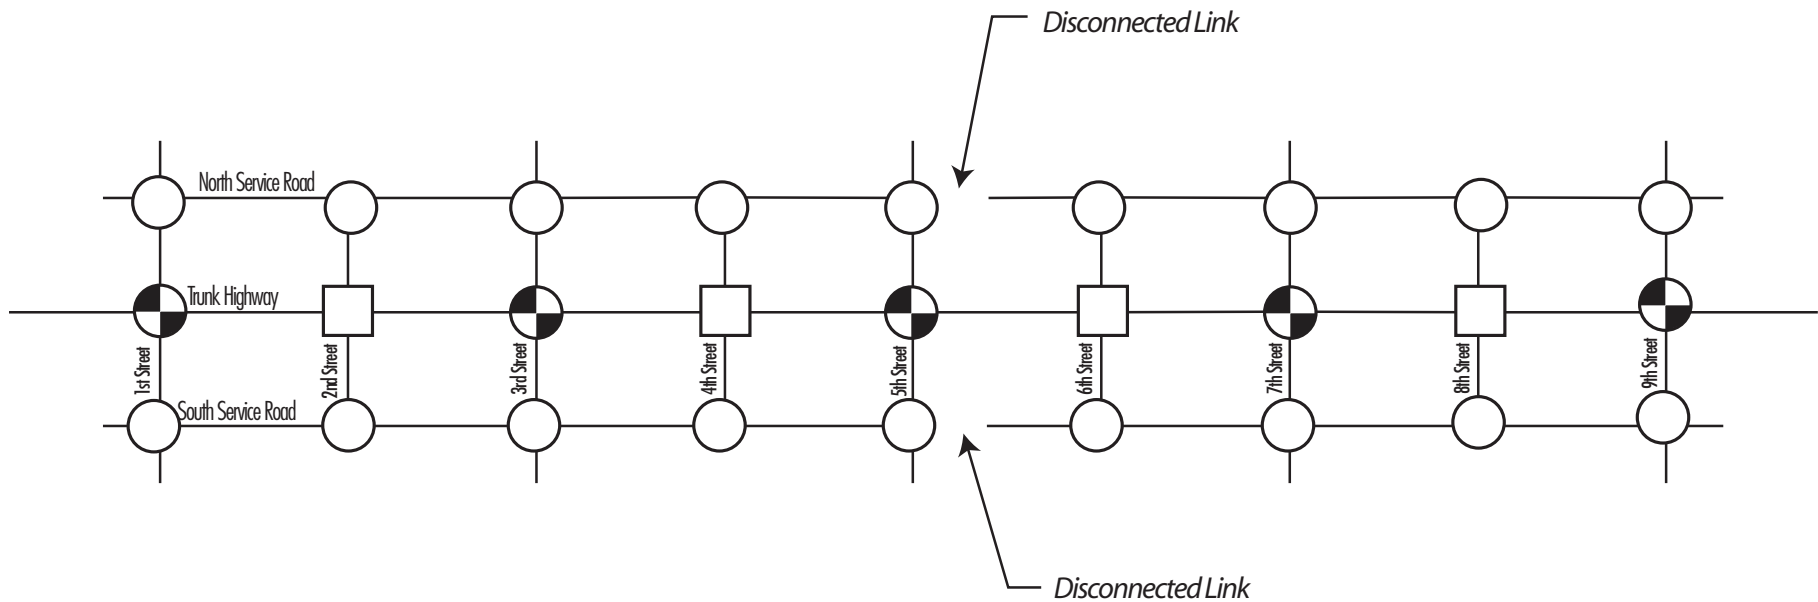 Disconnected Link
North Service Road
Trunk Highway
1st Street
2nd Street
3rd Street
4th Street
5th Street
6th Street
7th Street
8th Street
9th Street
South Service Road
Disconnected Link